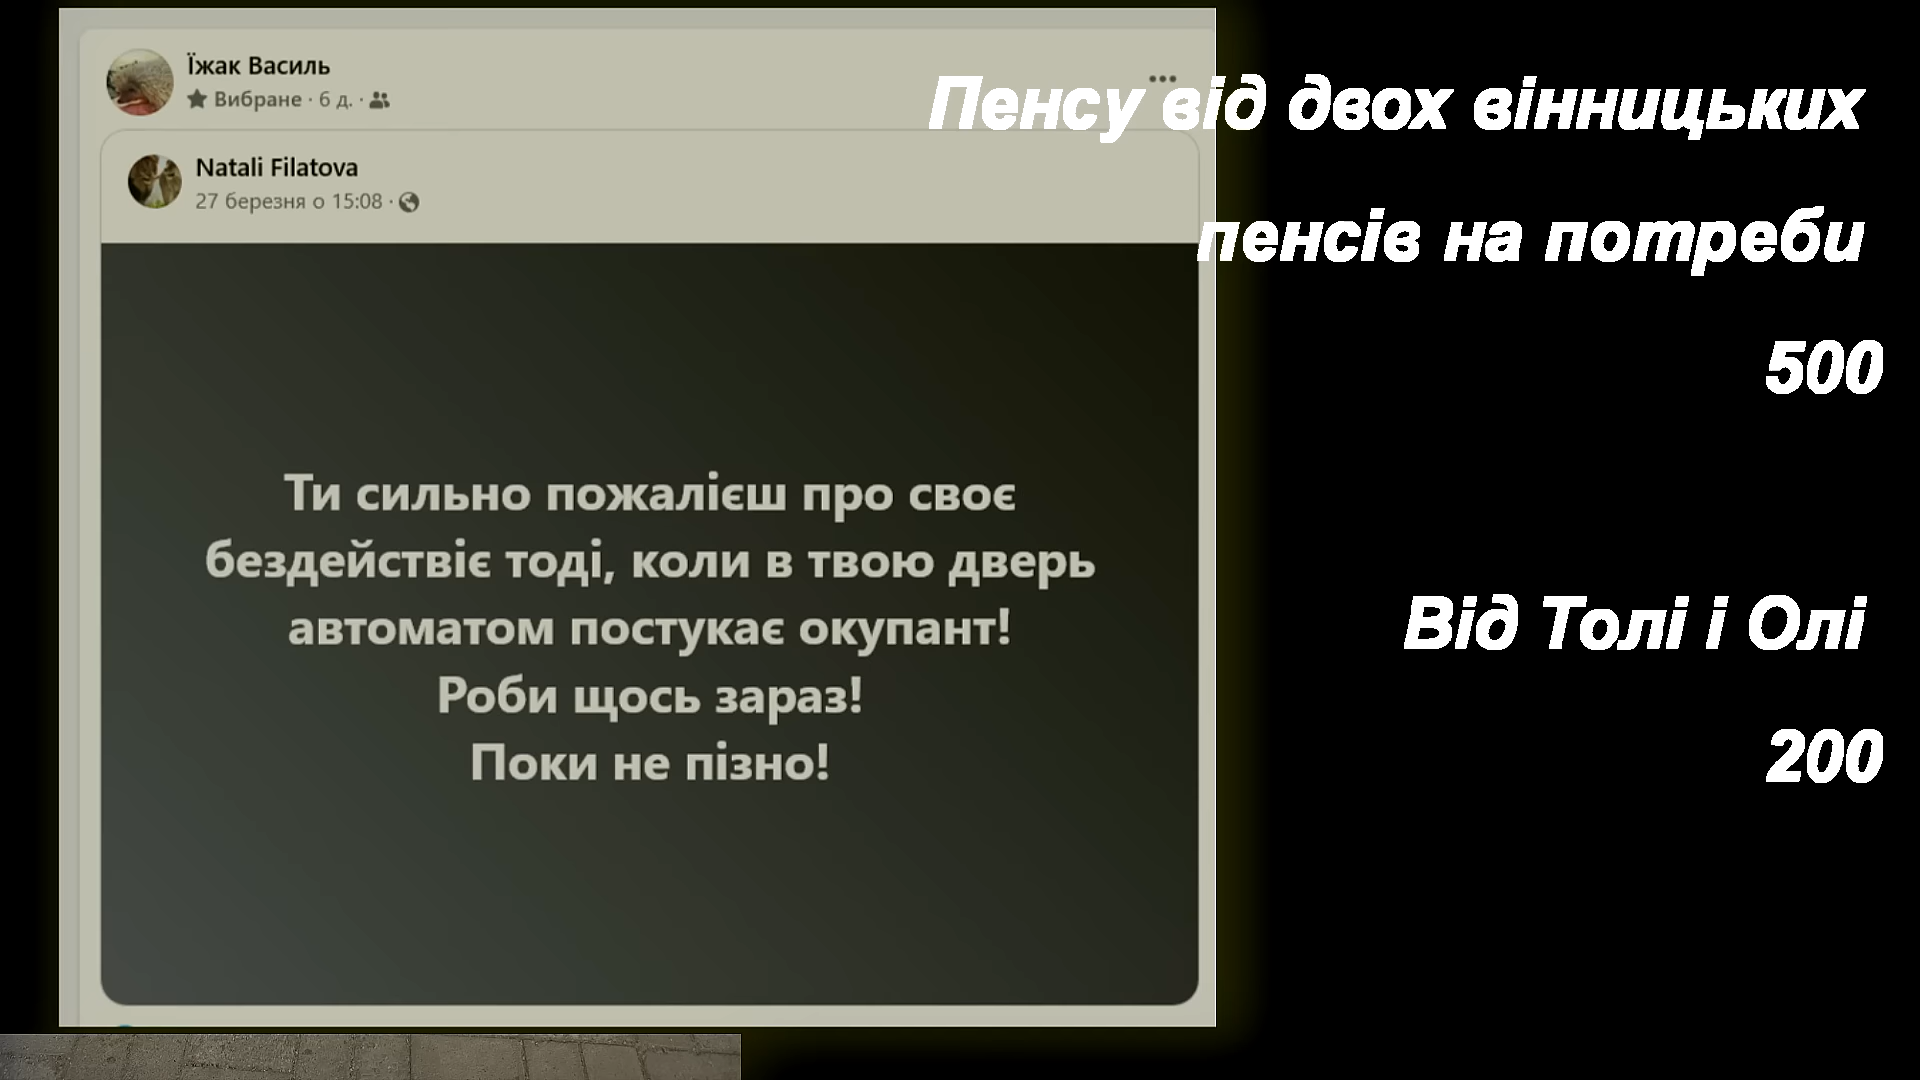 Їжак Василь
Вибране · 6 д. ·
Natali Filatova
27 березня о 15:08 ·
Ти сильно пожалієш про своє
бездействіє тоді, коли в твою дверь
автоматом постукає окупант!
Роби щось зараз!
Поки не пізно!
Пенсу від двох вінницьких
пенсів на потреби
500
Від Толі і Олі
200